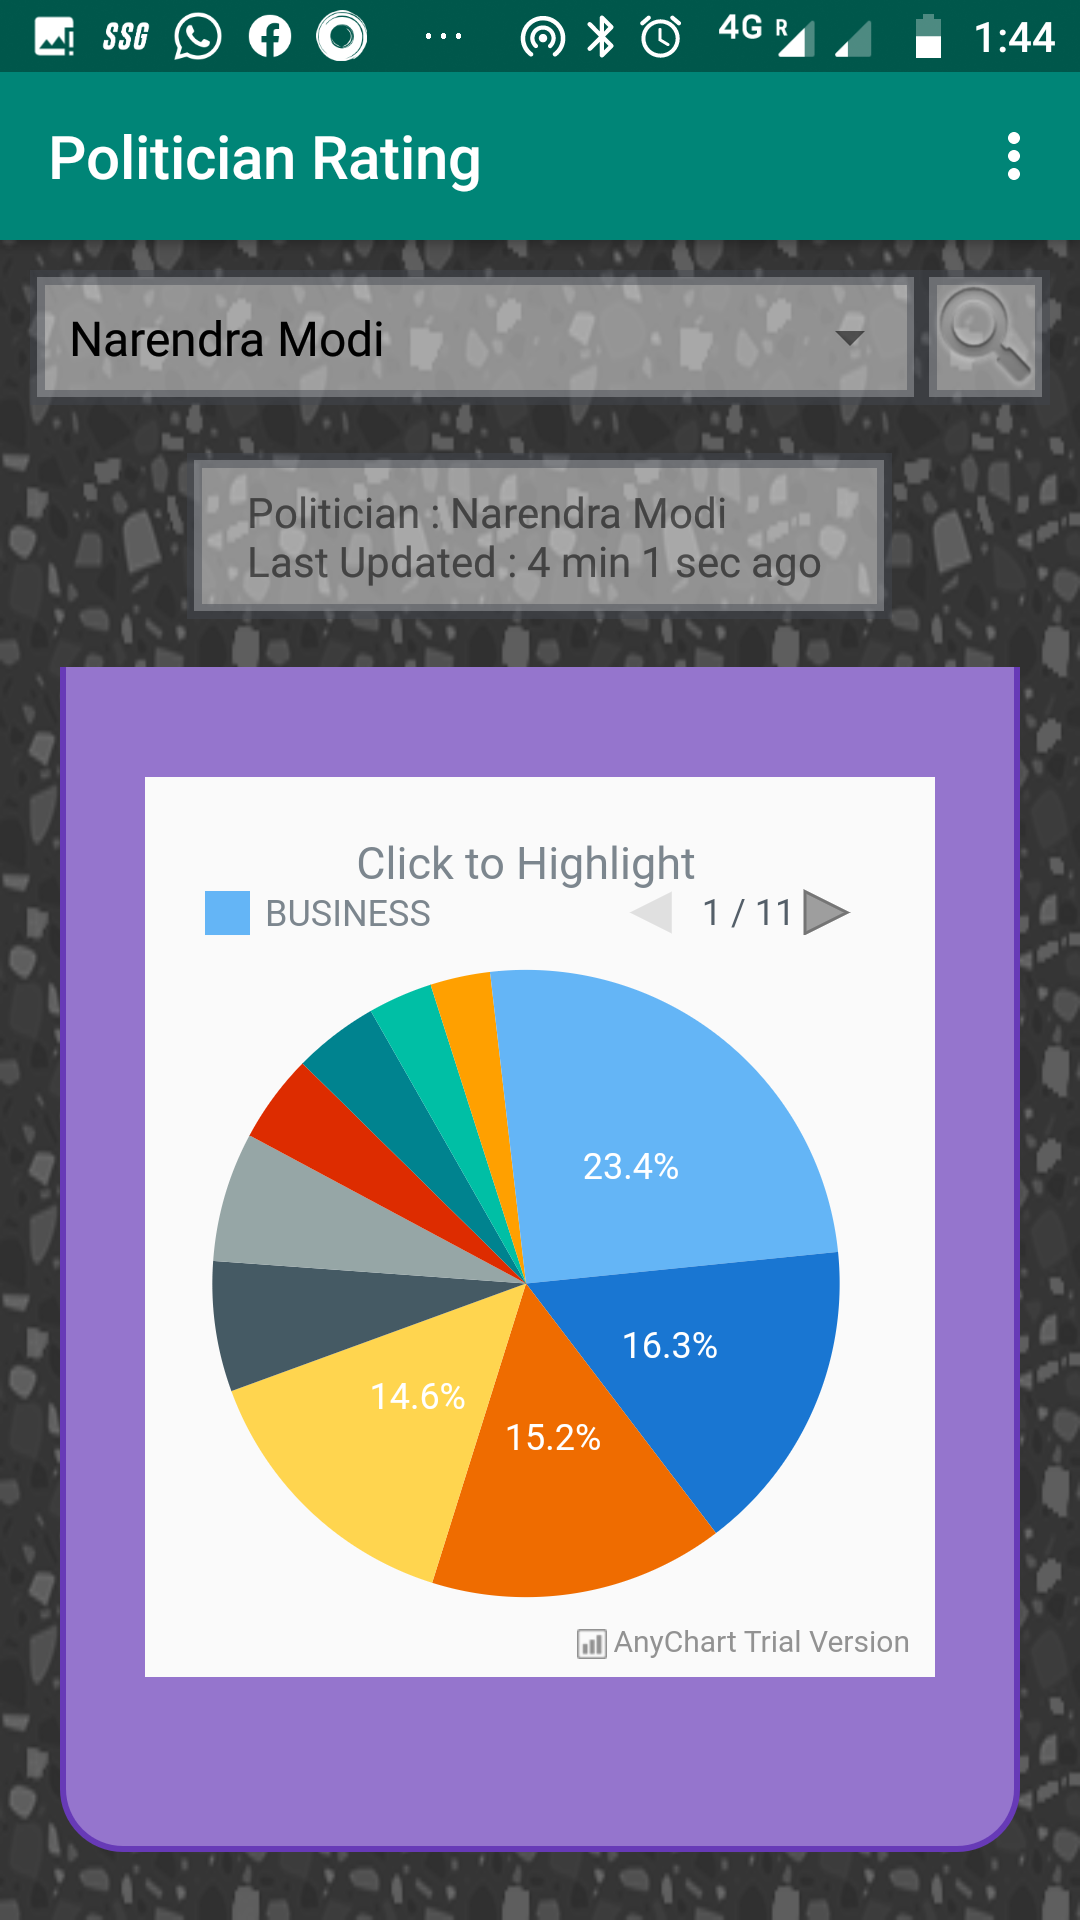 SSG
4G R
1:44
Politician Rating
Narendra Modi
Politician : Narendra Modi
Last Updated : 4 min 1 sec ago
Click to Highlight
BUSINESS
1 / 11
23.4%
16.3%
14.6%
15.2%
AnyChart Trial Version